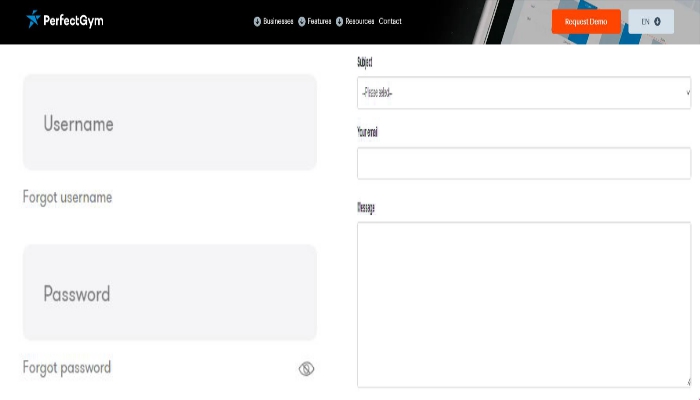 PerfectGym
Businesses
Features
Resources
Contact
Request Demo
EN
Username
Forgot username
Password
Forgot password
Subject
--Please select--
Your email
Message